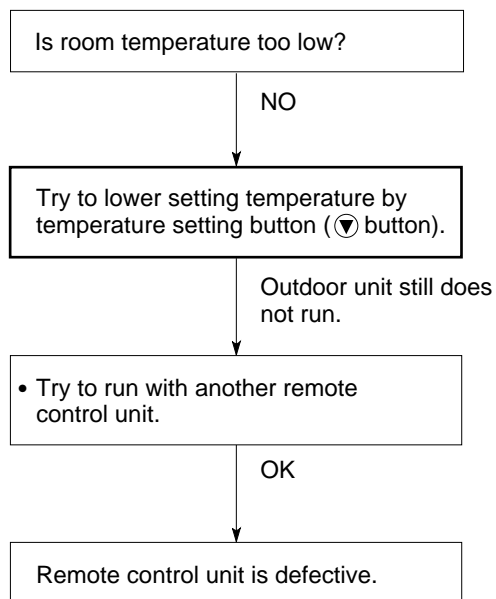 Is room temperature too low?
NO
Try to lower setting temperature by
temperature setting button (▼ button).
Outdoor unit still does
not run.
• Try to run with another remote
control unit.
OK
Remote control unit is defective.